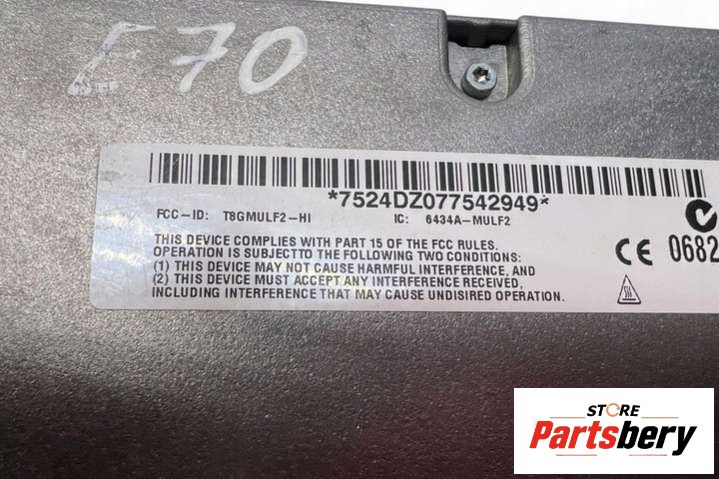 E70
*7524DZ077542949*
FCC-ID: T8GMULF2-HI IC: 6434A-MULF2
THIS DEVICE COMPLIES WITH PART 15 OF THE FCC RULES.
OPERATION IS SUBJECTTO TO THE FOLLOWING TWO CONDITIONS:
(1) THIS DEVICE MAY NOT CAUSE HARMFUL INTERFERENCE, AND
(2) THIS DEVICE MUST ACCEPT ANY INTERFERENCE RECEIVED,
INCLUDING INTERFERENCE THAT MAY CAUSE UNDISIRED OPERATION.
CE 0682
STORE
Partsbery